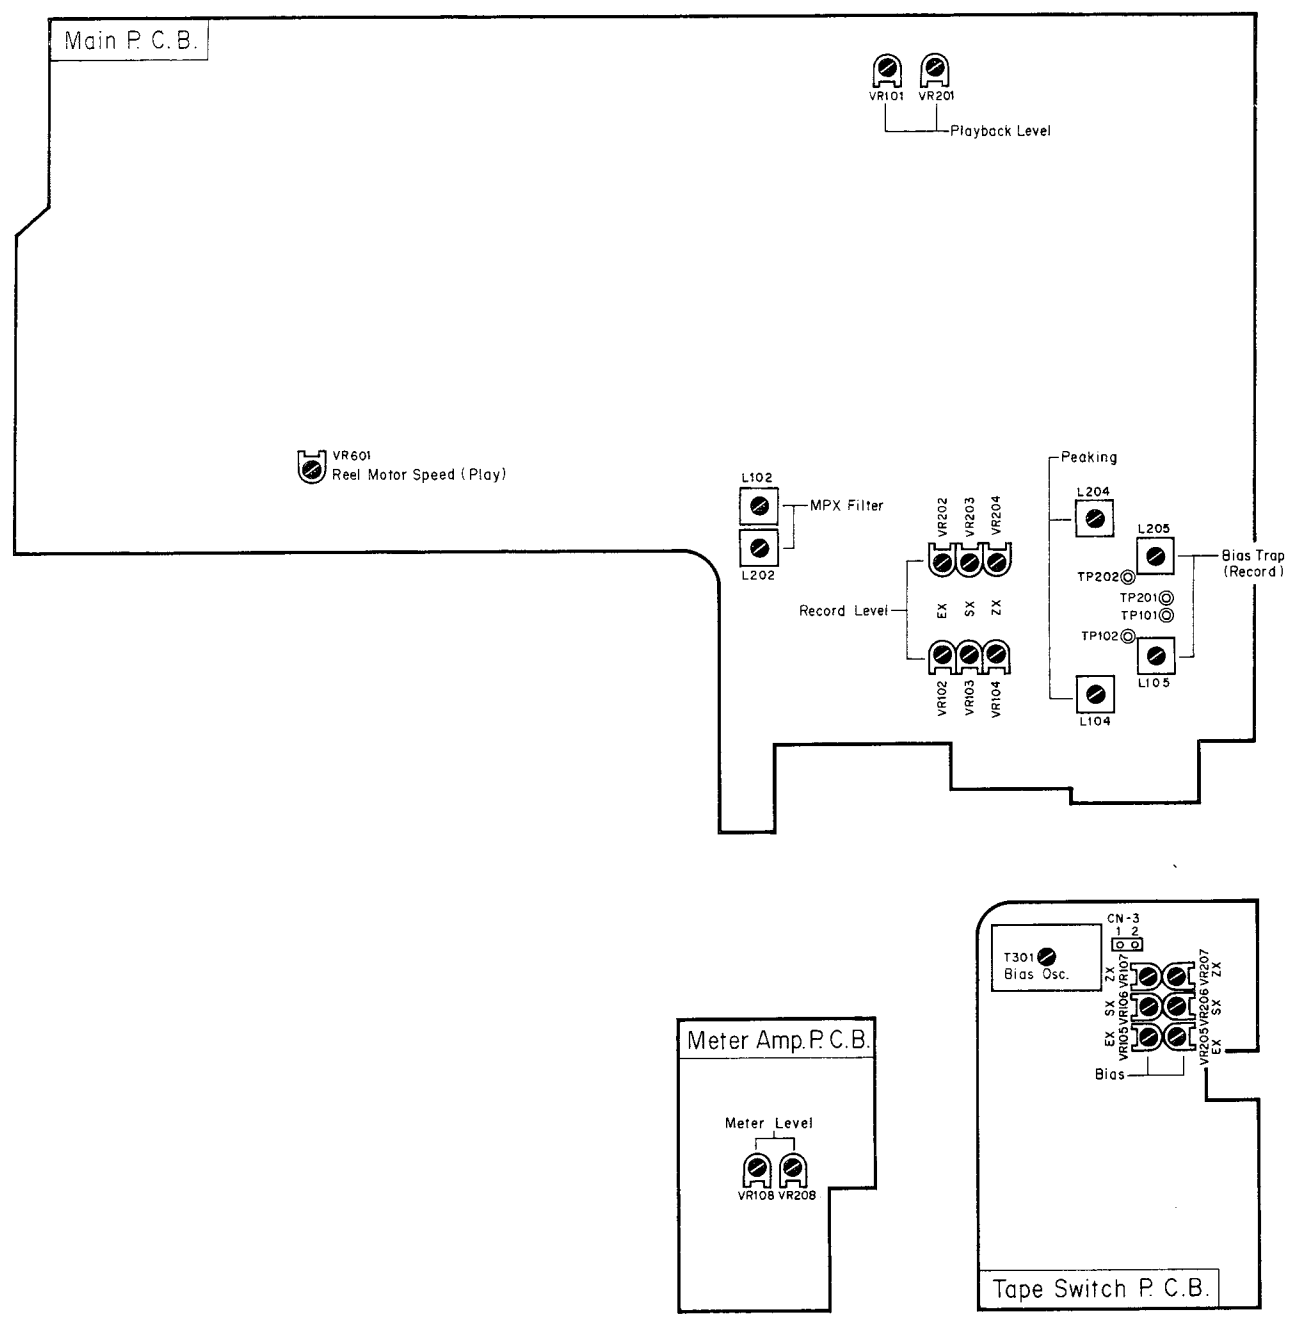 Main P. C. B.
VR101 VR201
Playback Level
VR601
Reel Motor Speed (Play)
L102
MPX Filter
L202
VR202
VR203
VR204
Record Level
EX
SX
ZX
VR102
VR103
VR104
Peaking
L204
L205
Bias Trap
(Record)
TP202
TP201
TP101
TP102
L105
L104
CN-3
1 2
T301
Bias Osc.
ZX
VR107
VR207
ZX
SX
VR106
VR206
SX
EX
VR105
VR205
EX
Bias
Tape Switch P. C.B.
Meter Amp. P. C.B.
Meter Level
VR108 VR208